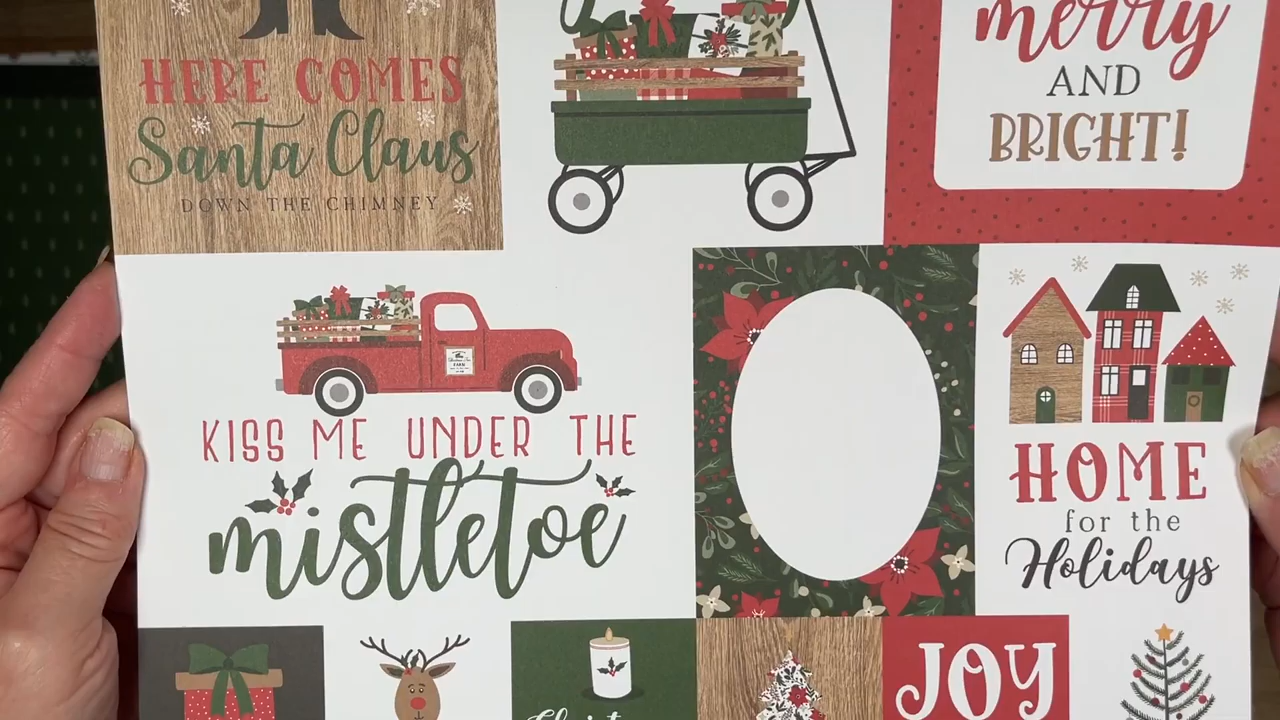 HERE COMES
Santa Claus
DOWN THE CHIMNEY
merry
AND
BRIGHT!
KISS ME UNDER THE
mistletoe
HOME
for the
Holidays
JOY